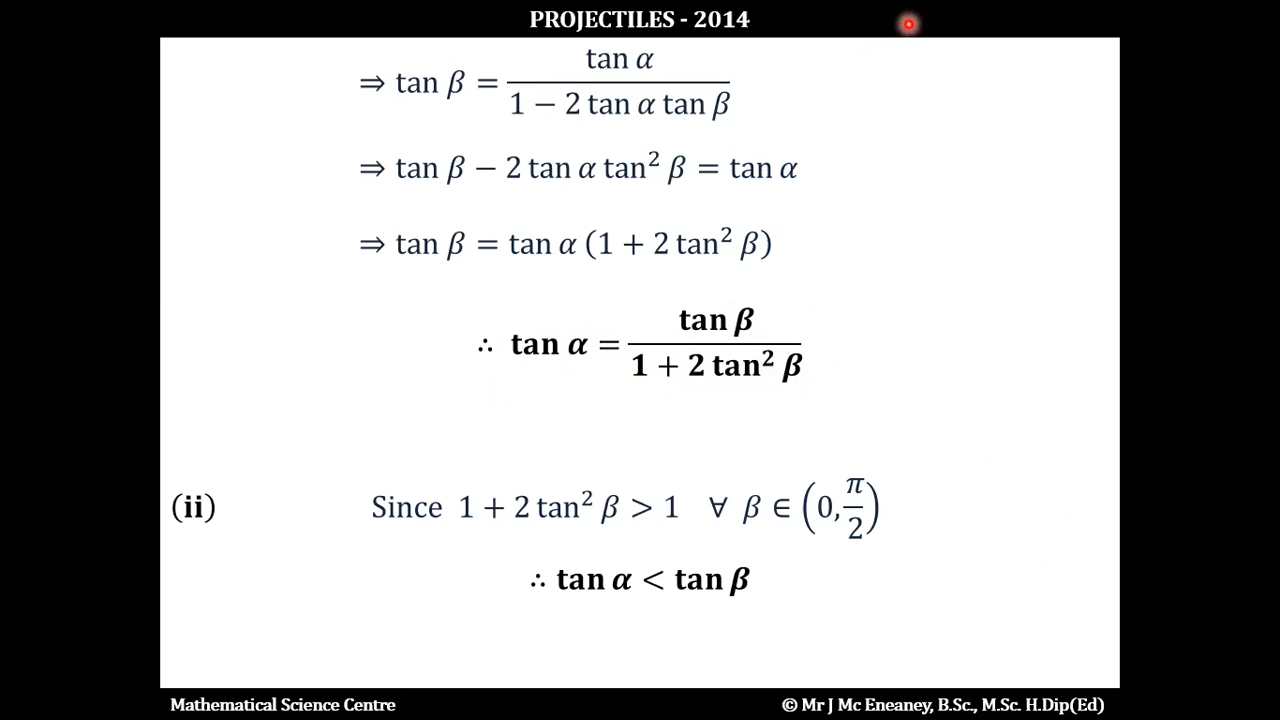 PROJECTILES - 2014
⇒ tan β = tan α / (1 − 2 tan α tan β)
⇒ tan β − 2 tan α tan² β = tan α
⇒ tan β = tan α (1 + 2 tan² β)
∴ tan α = tan β / (1 + 2 tan² β)
(ii) Since 1 + 2 tan² β > 1 ∀ β ∈ (0, π/2)
∴ tan α < tan β
Mathematical Science Centre © Mr J Mc Eneaney, B.Sc., M.Sc. H.Dip(Ed)